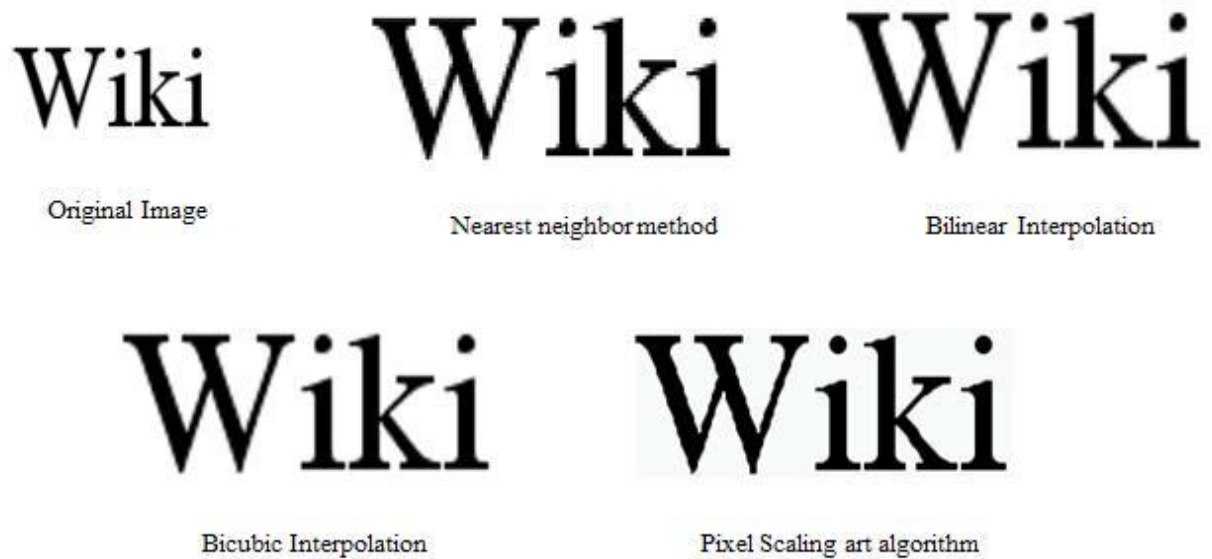 Wiki
Wiki
Wiki
Original Image
Nearest neighbor method
Bilinear Interpolation
Wiki
Wiki
Bicubic Interpolation
Pixel Scaling art algorithm